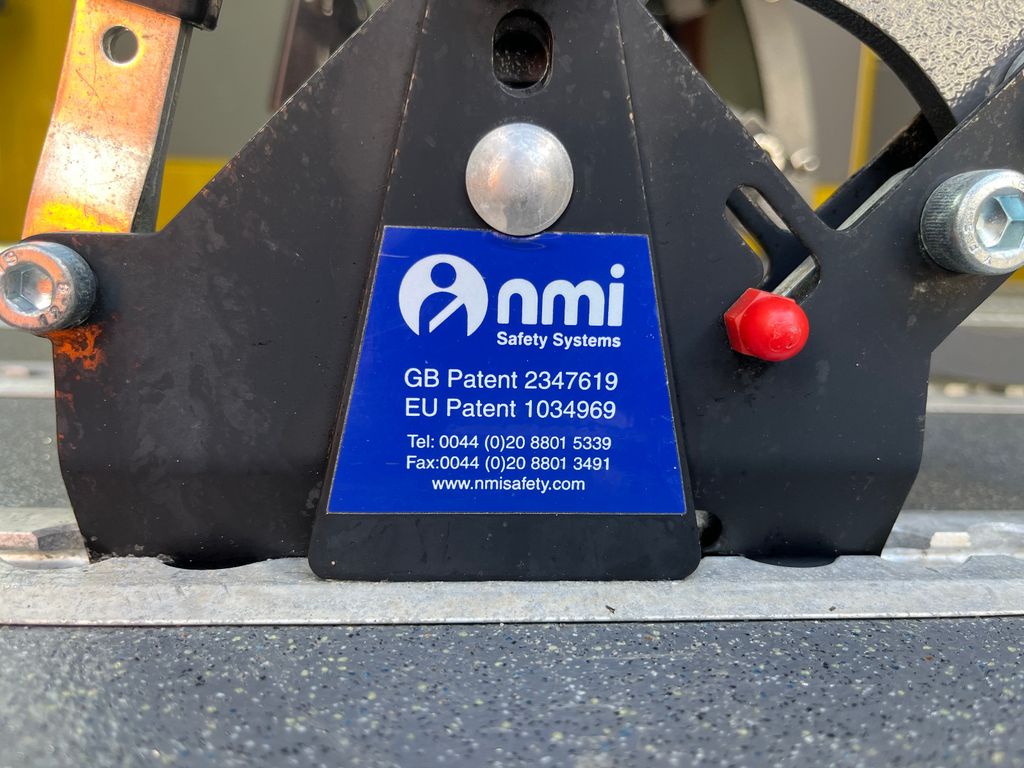 nmi
Safety Systems
GB Patent 2347619
EU Patent 1034969
Tel: 0044 (0)20 8801 5339
Fax:0044 (0)20 8801 3491
www.nmisafety.com